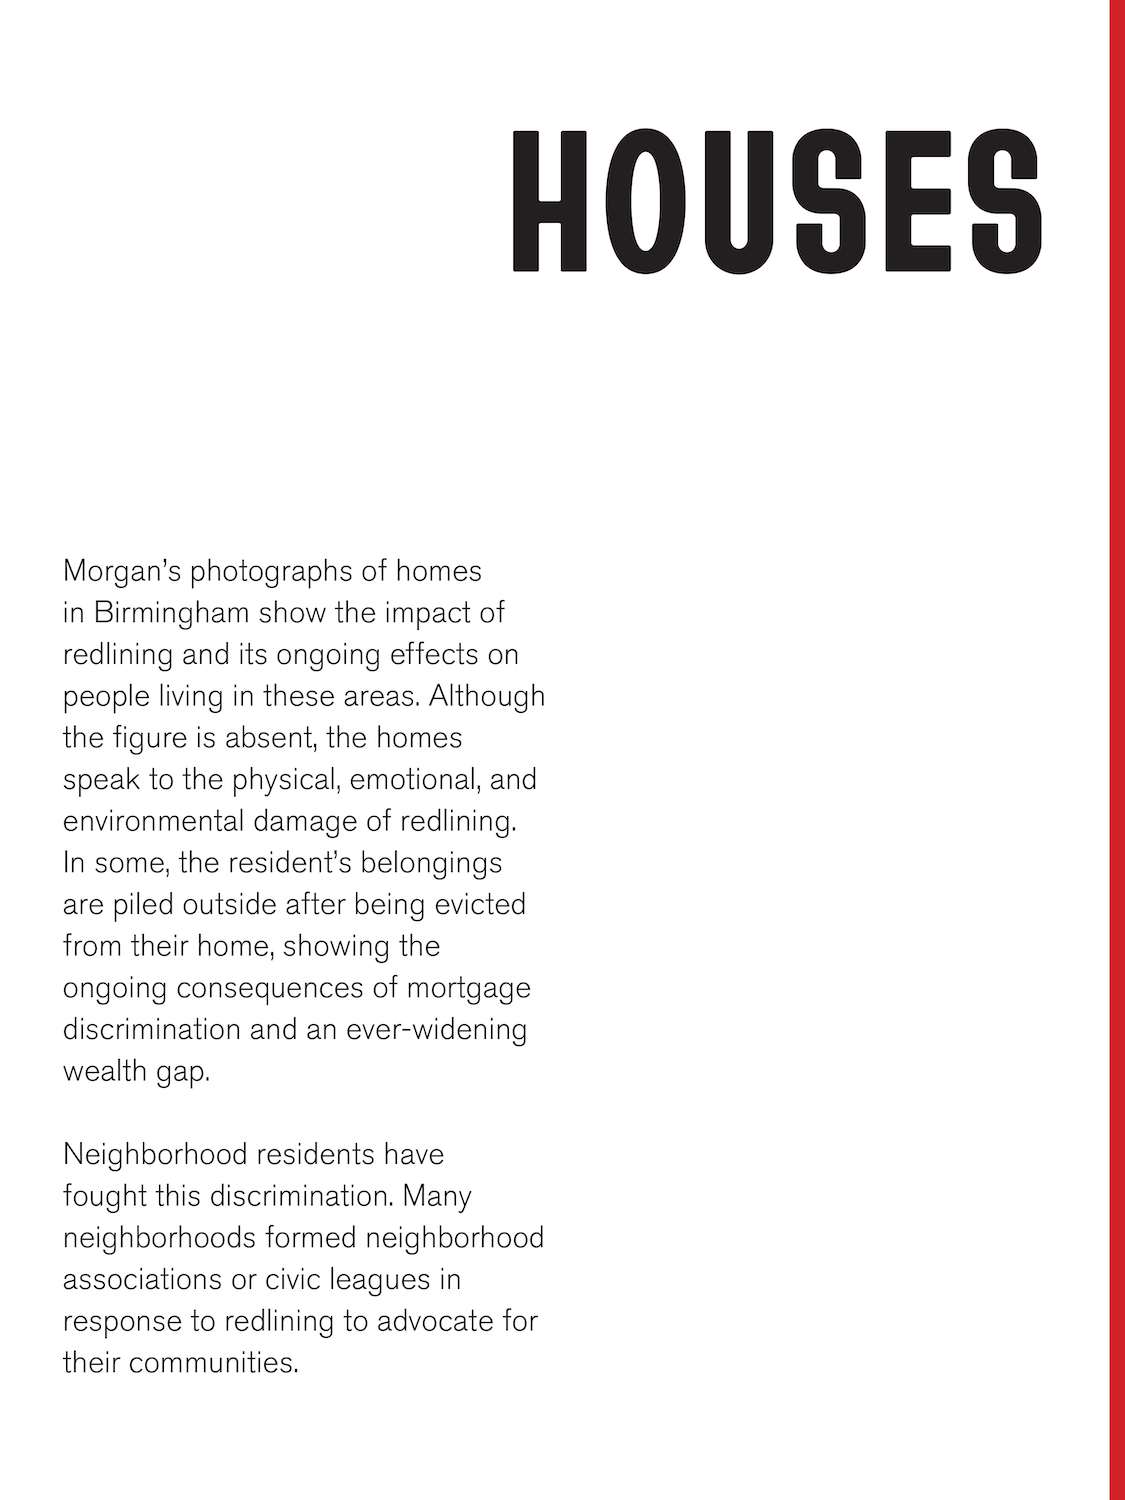 HOUSES
Morgan’s photographs of homes
in Birmingham show the impact of
redlining and its ongoing effects on
people living in these areas. Although
the figure is absent, the homes
speak to the physical, emotional, and
environmental damage of redlining.
In some, the resident’s belongings
are piled outside after being evicted
from their home, showing the
ongoing consequences of mortgage
discrimination and an ever-widening
wealth gap.
Neighborhood residents have
fought this discrimination. Many
neighborhoods formed neighborhood
associations or civic leagues in
response to redlining to advocate for
their communities.